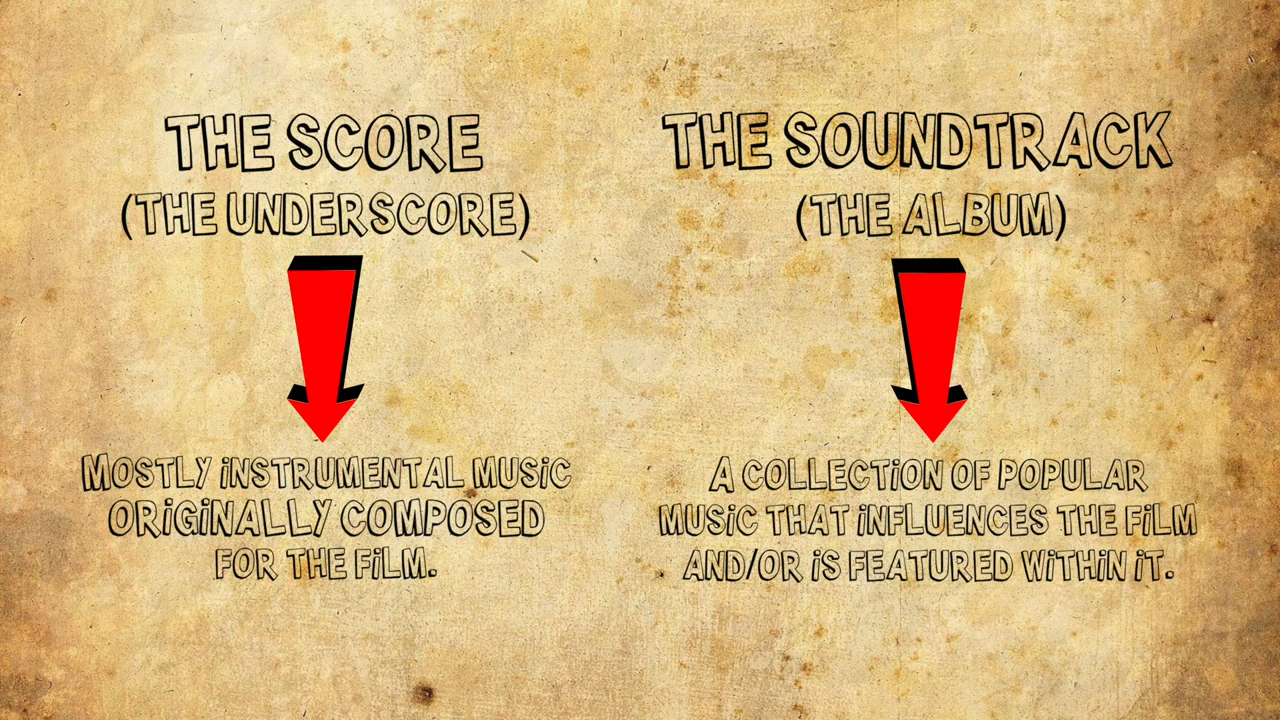 THE SCORE
(THE UNDERSCORE)
MOSTLY iNSTRUMENTAL MUSiC
ORiGiNALLY COMPOSED
FOR THE FiLM.
THE SOUNDTRACK
(THE ALBUM)
A COLLECTiON OF POPULAR
MUSiC THAT iNFLUENCES THE FiLM
AND/OR iS FEATURED WiTHiN iT.